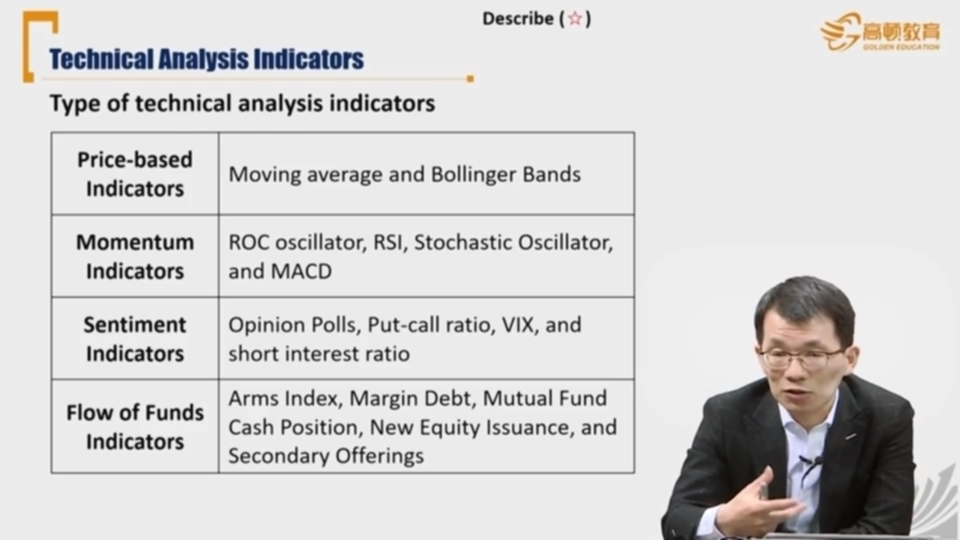 Describe (☆)
高顿教育
GOLDEN EDUCATION
Technical Analysis Indicators
Type of technical analysis indicators
Price-based
Indicators
Moving average and Bollinger Bands
Momentum
Indicators
ROC oscillator, RSI, Stochastic Oscillator,
and MACD
Sentiment
Indicators
Opinion Polls, Put-call ratio, VIX, and
short interest ratio
Flow of Funds
Indicators
Arms Index, Margin Debt, Mutual Fund
Cash Position, New Equity Issuance, and
Secondary Offerings